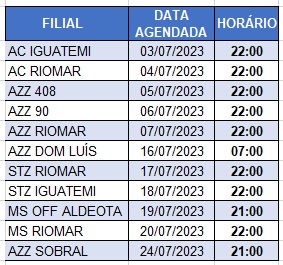 FILIAL DATA AGENDADA HORÁRIO
AC IGUATEMI 03/07/2023 22:00
AC RIOMAR 04/07/2023 22:00
AZZ 408 05/07/2023 22:00
AZZ 90 06/07/2023 22:00
AZZ RIOMAR 07/07/2023 22:00
AZZ DOM LUÍS 16/07/2023 07:00
STZ RIOMAR 17/07/2023 22:00
STZ IGUATEMI 18/07/2023 22:00
MS OFF ALDEOTA 19/07/2023 21:00
MS RIOMAR 20/07/2023 22:00
AZZ SOBRAL 24/07/2023 21:00